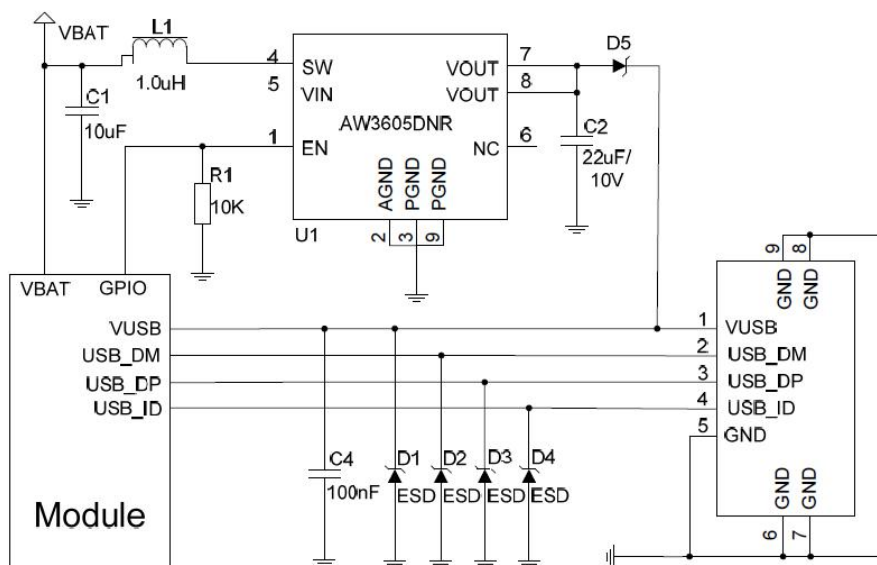 VBAT
L1
1.0uH
C1
10uF
4
5
1
SW
VIN
EN
AW3605DNR
VOUT
VOUT
NC
7
8
6
AGND
PGND
PGND
2
3
9
U1
D5
C2
22uF/
10V
R1
10K
VBAT
GPIO
VUSB
USB_DM
USB_DP
USB_ID
Module
C4
100nF
D1
ESD
D2
ESD
D3
ESD
D4
ESD
9
8
GND
GND
1
VUSB
2
USB_DM
3
USB_DP
4
USB_ID
5
GND
GND
GND
6
7